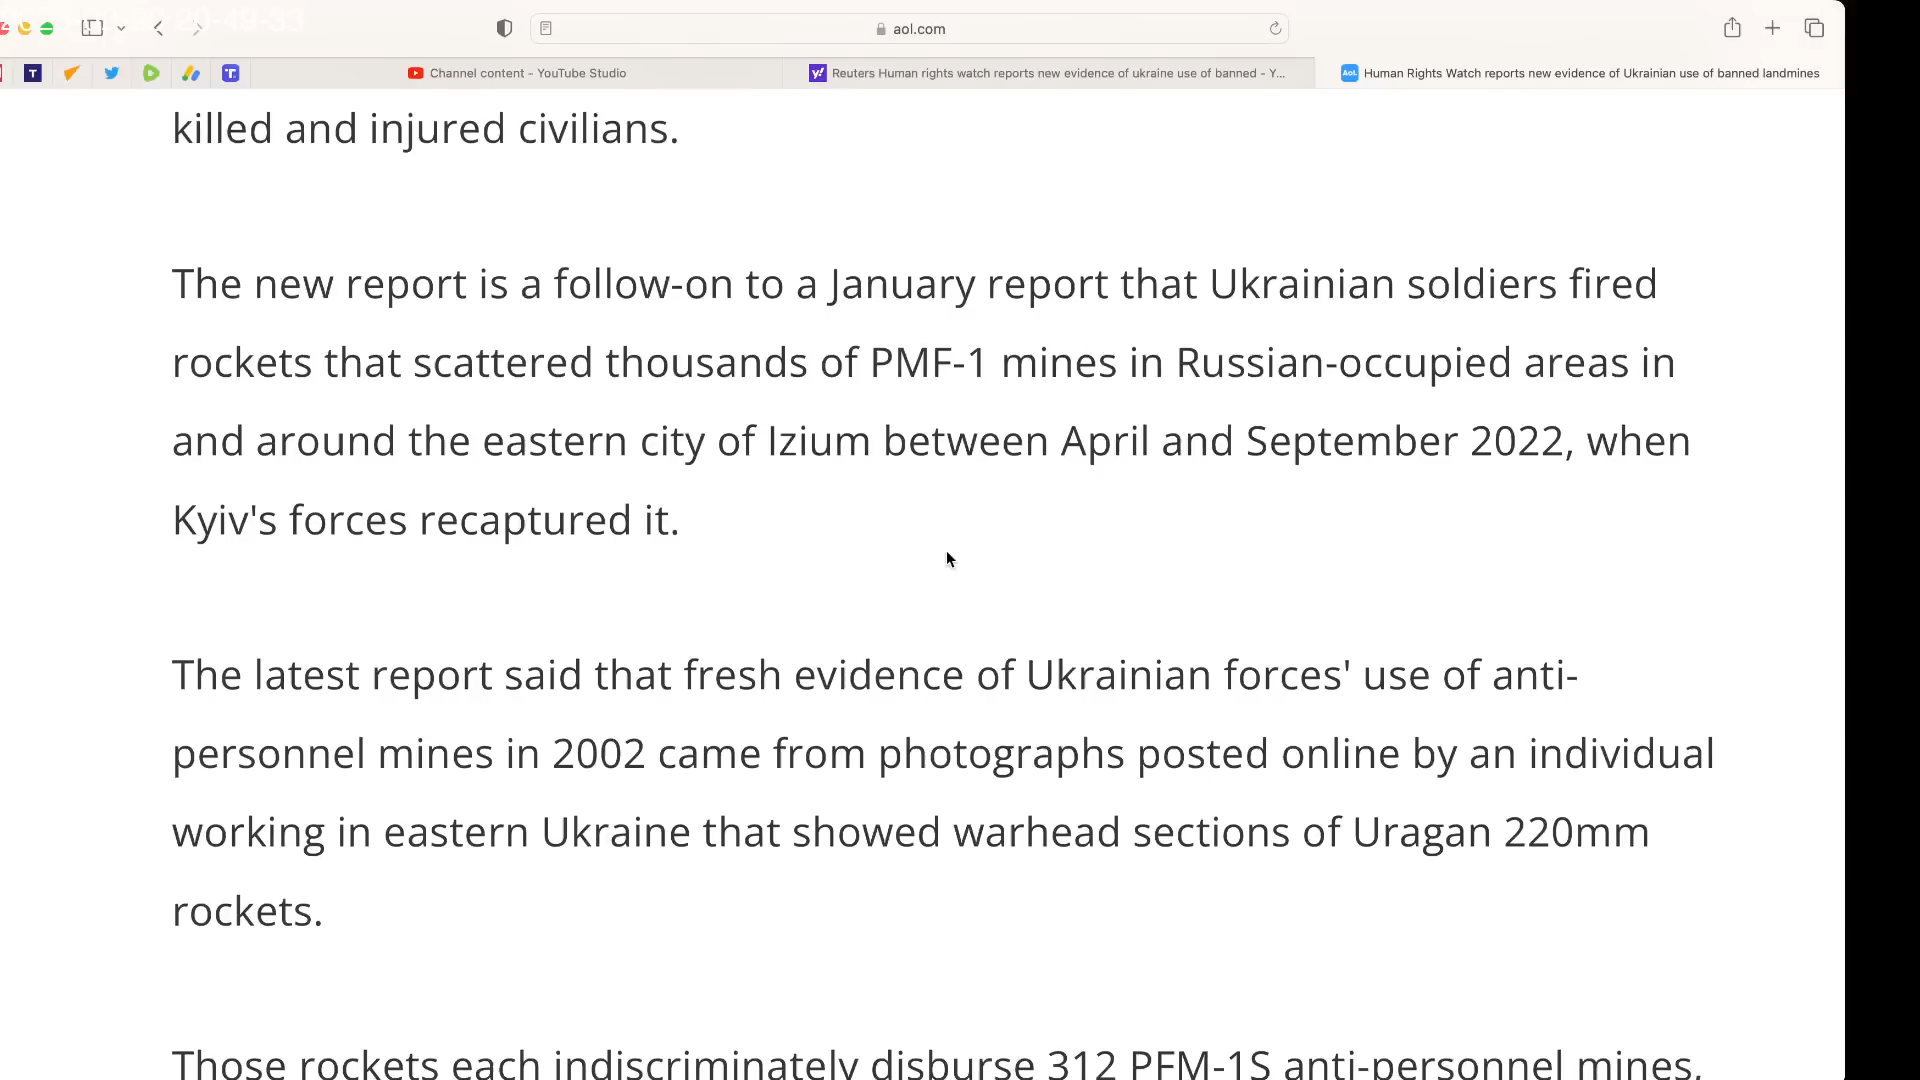 aol.com
T
T.
Channel content - YouTube Studio
y!
Reuters Human rights watch reports new evidence of ukraine use of banned - Y...
Aol.
Human Rights Watch reports new evidence of Ukrainian use of banned landmines
killed and injured civilians.
The new report is a follow-on to a January report that Ukrainian soldiers fired
rockets that scattered thousands of PMF-1 mines in Russian-occupied areas in
and around the eastern city of Izium between April and September 2022, when
Kyiv's forces recaptured it.
The latest report said that fresh evidence of Ukrainian forces' use of anti-
personnel mines in 2002 came from photographs posted online by an individual
working in eastern Ukraine that showed warhead sections of Uragan 220mm
rockets.
Those rockets each indiscriminately disburse 312 PFM-1S anti-personnel mines,